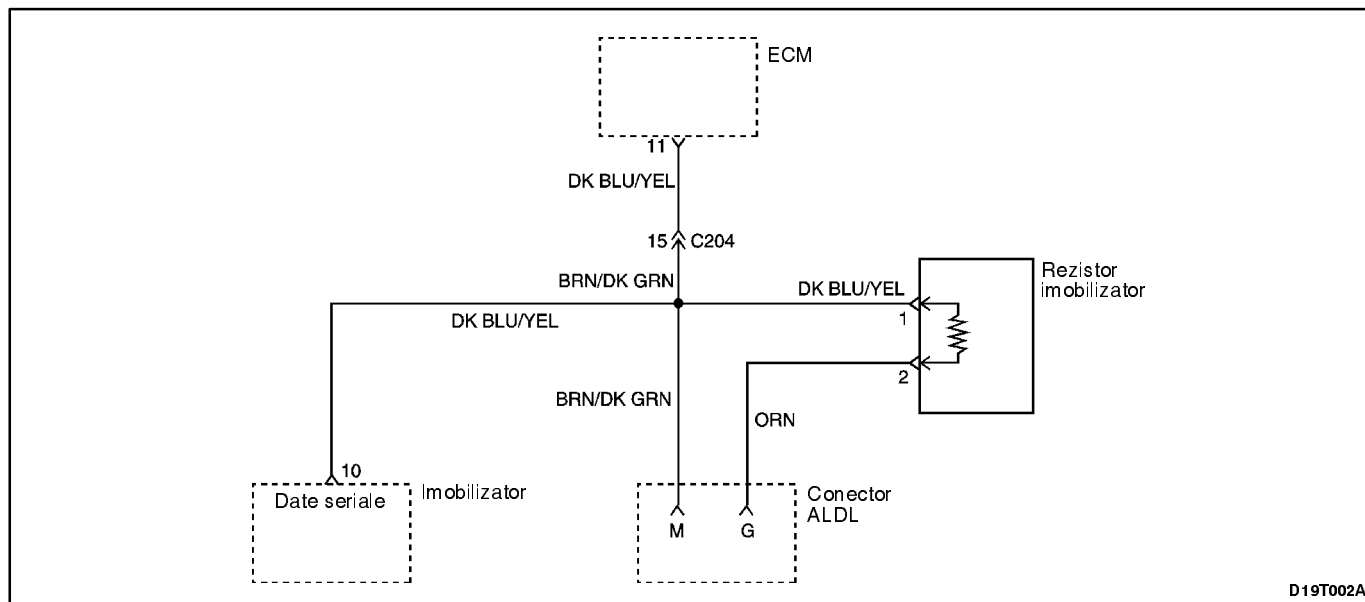 ECM
11
DK BLU/YEL
15 C204
BRN/DK GRN
DK BLU/YEL
Rezistor
imobilizator
1
DK BLU/YEL
2
BRN/DK GRN
ORN
10
Date seriale
Imobilizator
Conector
ALDL
M
G
D19T002A